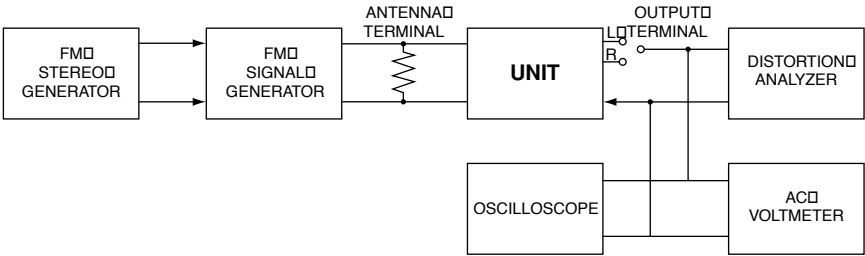 FM
STEREO
GENERATOR
FM
SIGNAL
GENERATOR
ANTENNA
TERMINAL
UNIT
L
R
OUTPUT
TERMINAL
DISTORTION
ANALYZER
OSCILLOSCOPE
AC
VOLTMETER